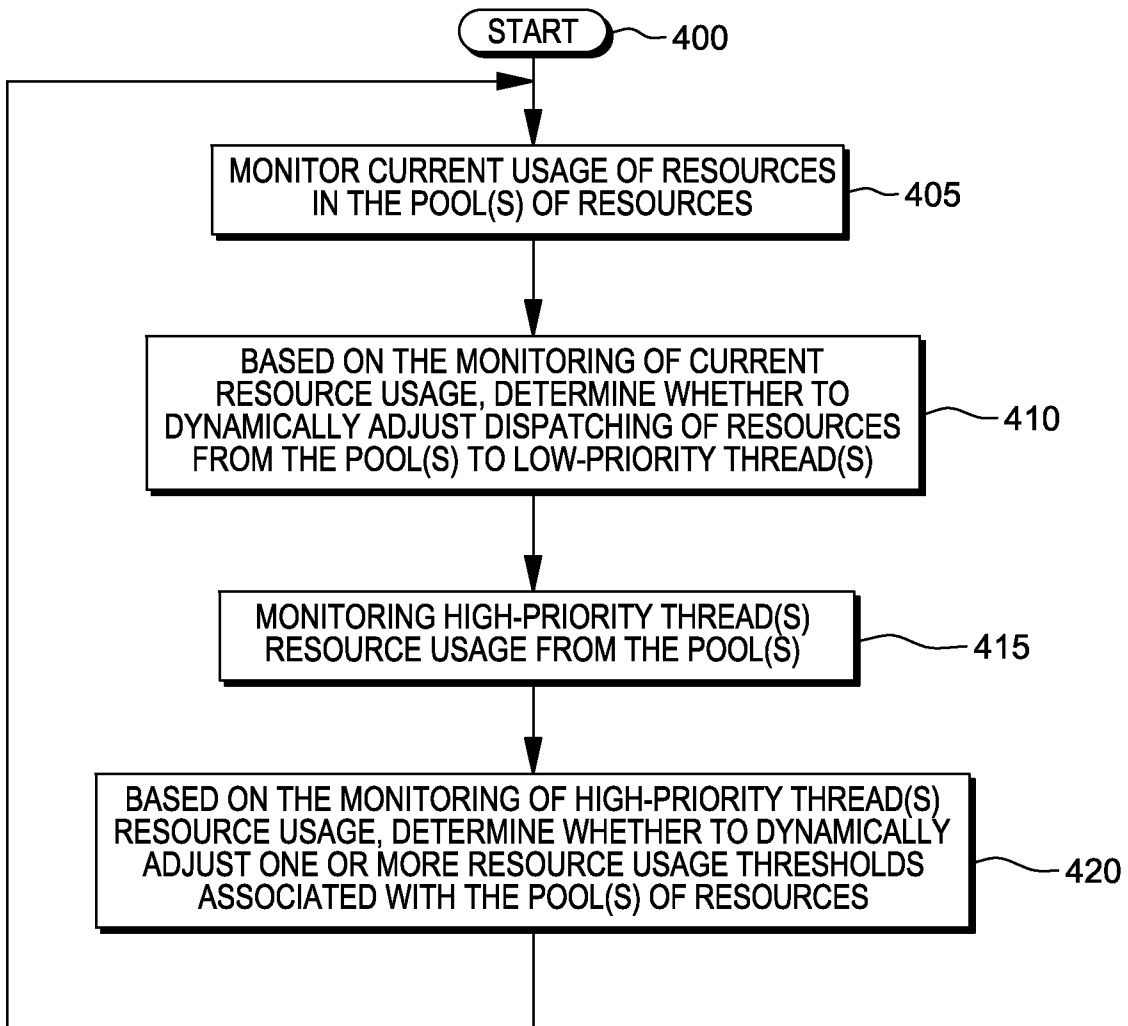 START
400
MONITOR CURRENT USAGE OF RESOURCES
IN THE POOL(S) OF RESOURCES
405
BASED ON THE MONITORING OF CURRENT
RESOURCE USAGE, DETERMINE WHETHER TO
DYNAMICALLY ADJUST DISPATCHING OF RESOURCES
FROM THE POOL(S) TO LOW-PRIORITY THREAD(S)
410
MONITORING HIGH-PRIORITY THREAD(S)
RESOURCE USAGE FROM THE POOL(S)
415
BASED ON THE MONITORING OF HIGH-PRIORITY THREAD(S)
RESOURCE USAGE, DETERMINE WHETHER TO DYNAMICALLY
ADJUST ONE OR MORE RESOURCE USAGE THRESHOLDS
ASSOCIATED WITH THE POOL(S) OF RESOURCES
420